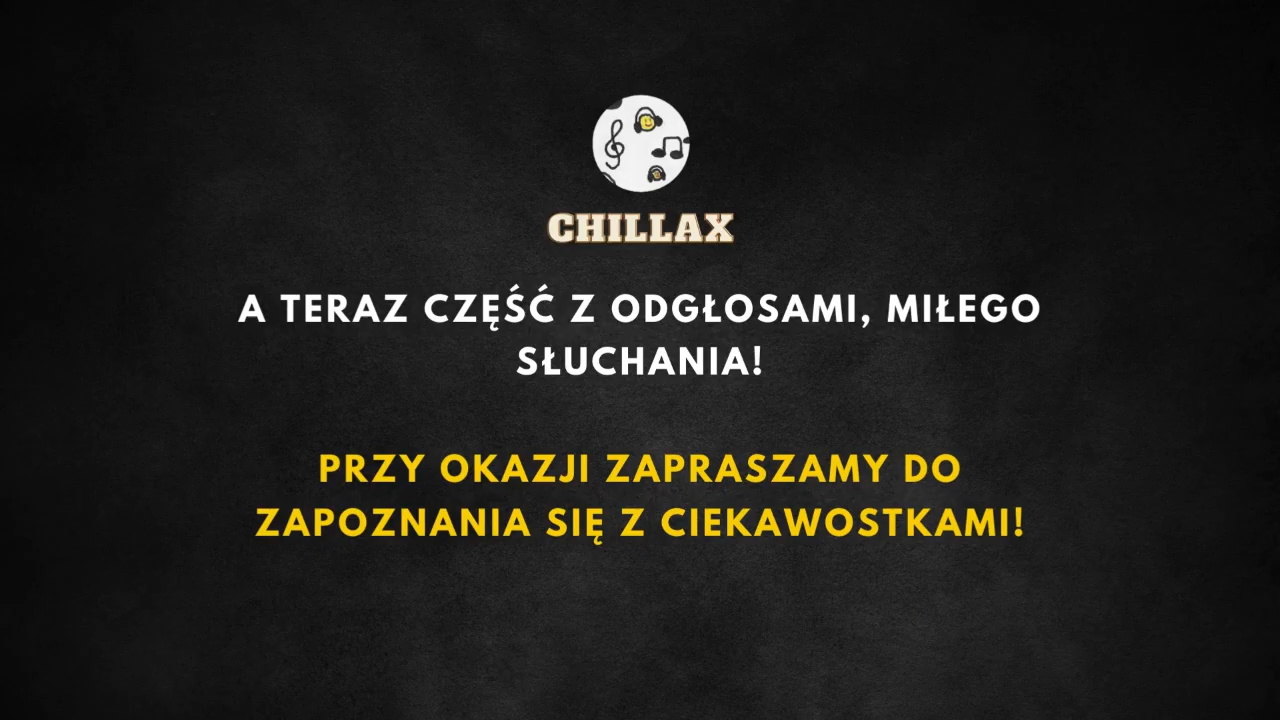 CHILLAX
A TERAZ CZĘŚĆ Z ODGŁOSAMI, MIŁEGO
SŁUCHANIA!
PRZY OKAZJI ZAPRASZAMY DO
ZAPOZNANIA SIĘ Z CIEKAWOSTKAMI!